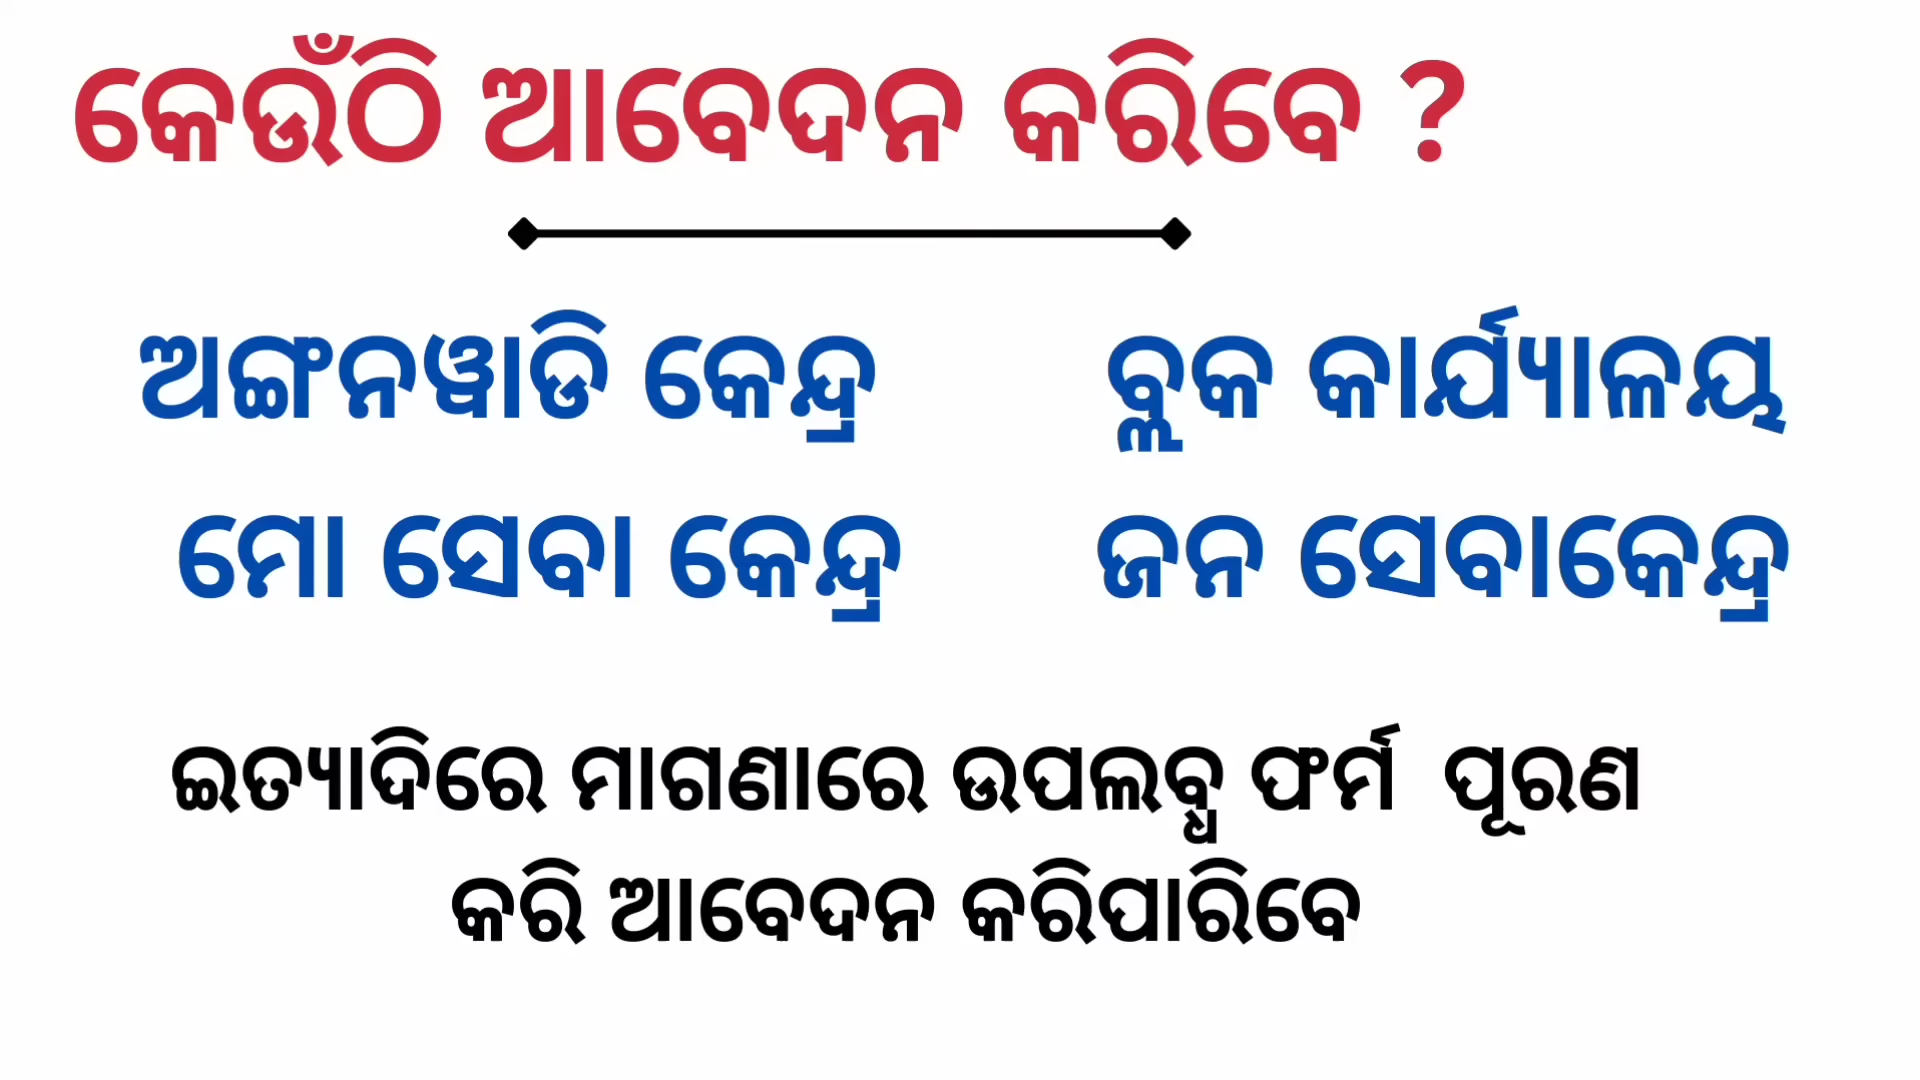 କେଉଁଠି ଆବେଦନ କରିବେ ?
ଅଙ୍ଗନୱାଡି କେନ୍ଦ୍ର
ବ୍ଲକ କାର୍ଯ୍ୟାଳୟ
ମୋ ସେବା କେନ୍ଦ୍ର
ଜନ ସେବାକେନ୍ଦ୍ର
ଇତ୍ୟାଦିରେ ମାଗଣାରେ ଉପଲବ୍ଧ ଫର୍ମ ପୂରଣ
କରି ଆବେଦନ କରିପାରିବେ